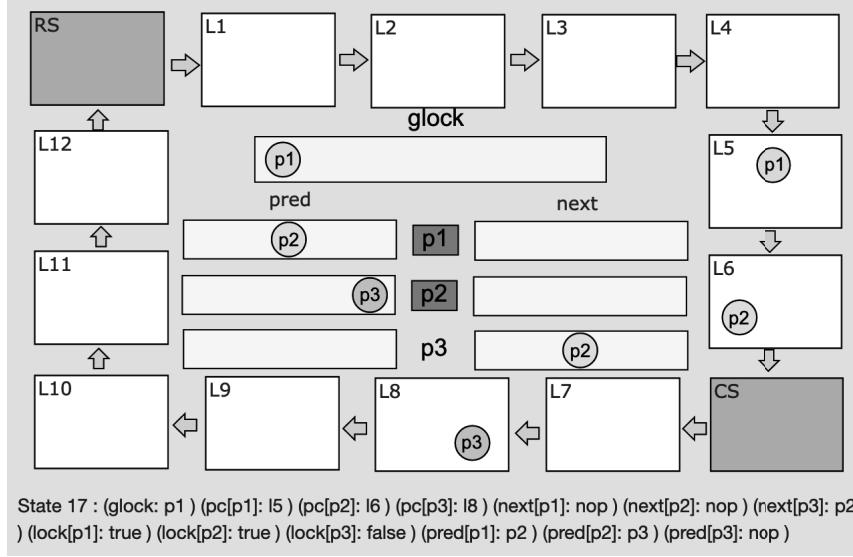 RS
L1
L2
L3
L4
glock
L12
p1
L5
p1
pred
next
p2
p1
L11
p3
p2
L6
p2
p3
p2
L10
L9
L8
p3
L7
CS
State 17 : (glock: p1 ) (pc[p1]: l5 ) (pc[p2]: l6 ) (pc[p3]: l8 ) (next[p1]: nop ) (next[p2]: nop ) (next[p3]: p2
) (lock[p1]: true ) (lock[p2]: true ) (lock[p3]: false ) (pred[p1]: p2 ) (pred[p2]: p3 ) (pred[p3]: nop )